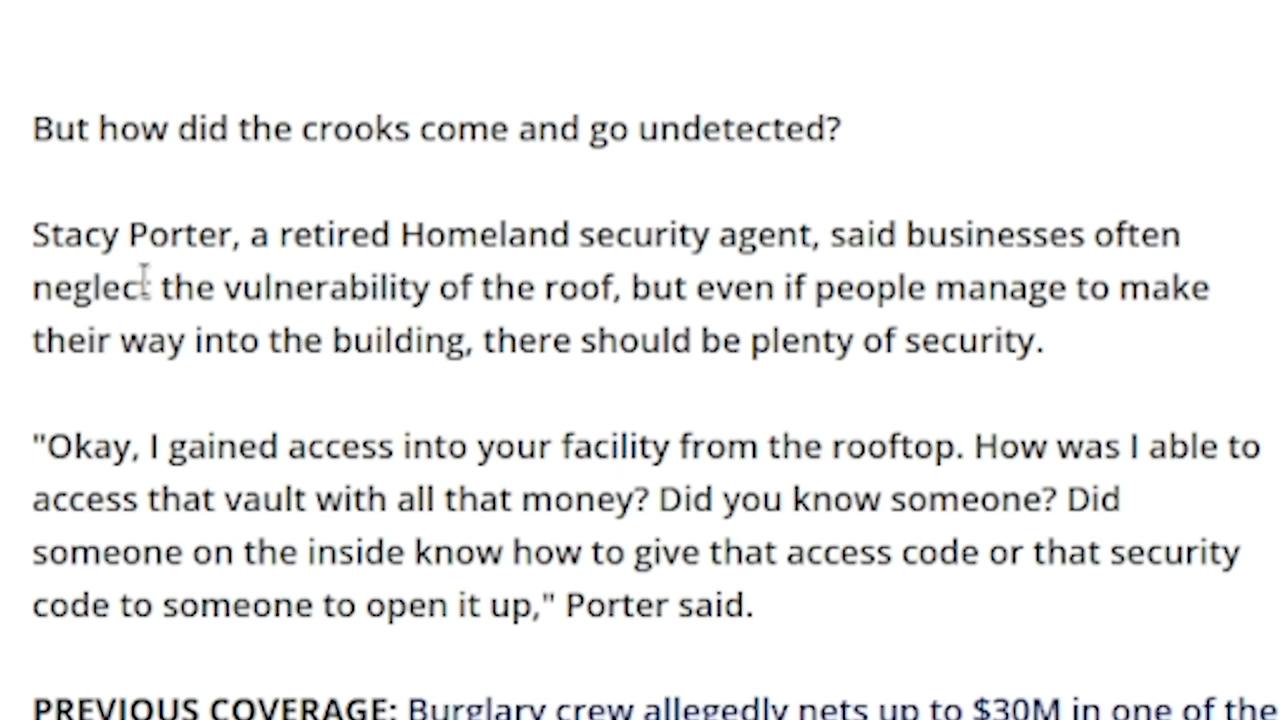 But how did the crooks come and go undetected?
Stacy Porter, a retired Homeland security agent, said businesses often
neglect the vulnerability of the roof, but even if people manage to make
their way into the building, there should be plenty of security.
"Okay, I gained access into your facility from the rooftop. How was I able to
access that vault with all that money? Did you know someone? Did
someone on the inside know how to give that access code or that security
code to someone to open it up," Porter said.
PREVIOUS COVERAGE: Burglary crew allegedly nets up to $30M in one of the